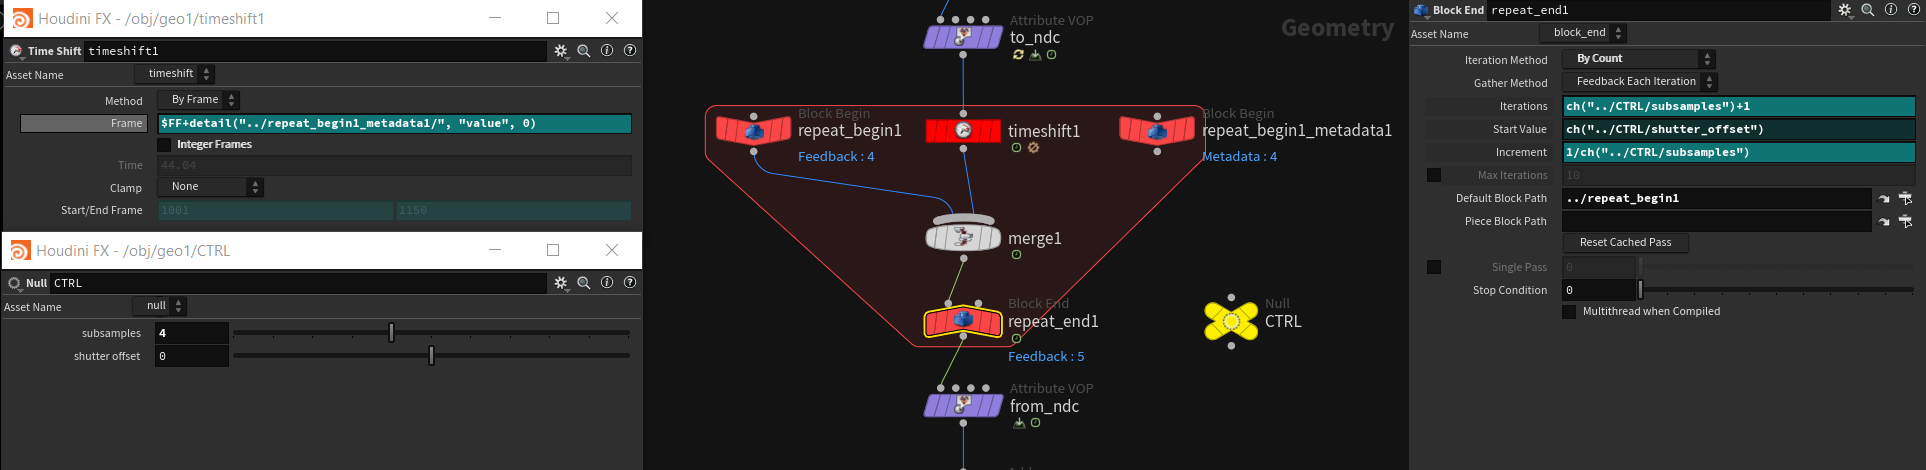 Houdini FX - /obj/geo1/timeshift1
Time Shift timeshift1
Asset Name timeshift
Method By Frame
Frame $FF+detail("../repeat_begin1_metadata1/", "value", 0)
Integer Frames
Time 44.04
Clamp None
Start/End Frame 1001 1150
Houdini FX - /obj/geo1/CTRL
Null CTRL
Asset Name null
subsamples 4
shutter offset 0
Geometry
Attribute VOP
to_ndc
Block Begin
repeat_begin1
Feedback : 4
timeshift1
Block Begin
repeat_begin1_metadata1
Metadata : 4
merge1
Block End
repeat_end1
Feedback : 5
Null
CTRL
Attribute VOP
from_ndc
Block End repeat_end1
Asset Name block_end
Iteration Method By Count
Gather Method Feedback Each Iteration
Iterations ch("../CTRL/subsamples")+1
Start Value ch("../CTRL/shutter_offset")
Increment 1/ch("../CTRL/subsamples")
Max Iterations 10
Default Block Path ../repeat_begin1
Piece Block Path
Reset Cached Pass
Single Pass 0
Stop Condition 0
Multithread when Compiled